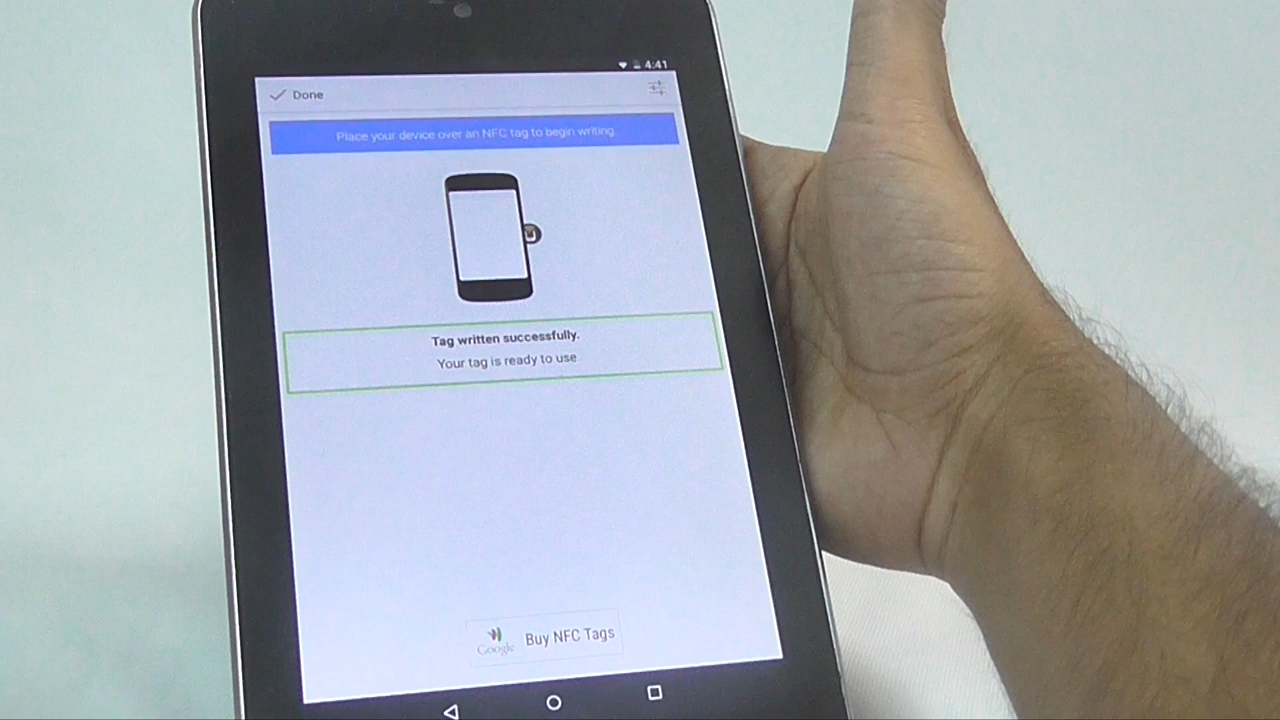 4:41
Done
Place your device over an NFC tag to begin writing.
Tag written successfully.
Your tag is ready to use
Google
Buy NFC Tags